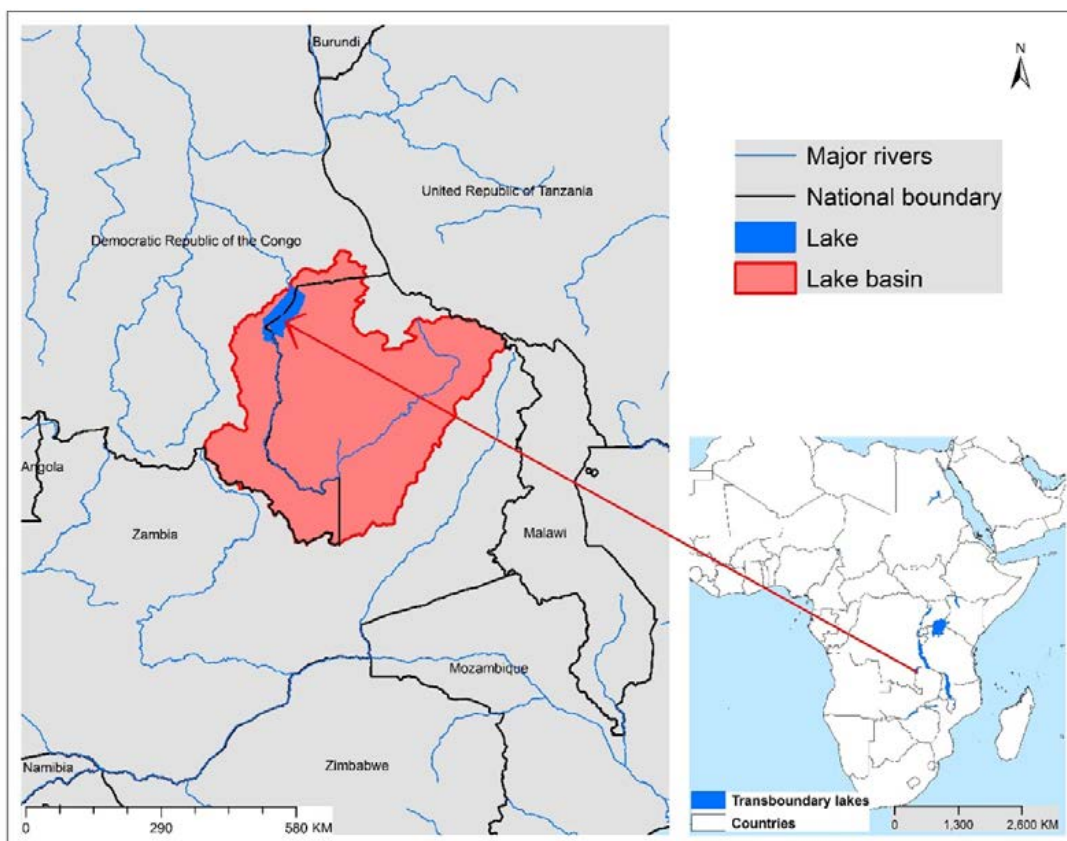 Burundi
N
United Republic of Tanzania
Major rivers
National boundary
Lake
Lake basin
Democratic Republic of the Congo
Angola
Zambia
Malawi
Mozambique
Zimbabwe
Namibia
0 290 580 KM
Transboundary lakes
Countries
0 1,300 2,600 KM